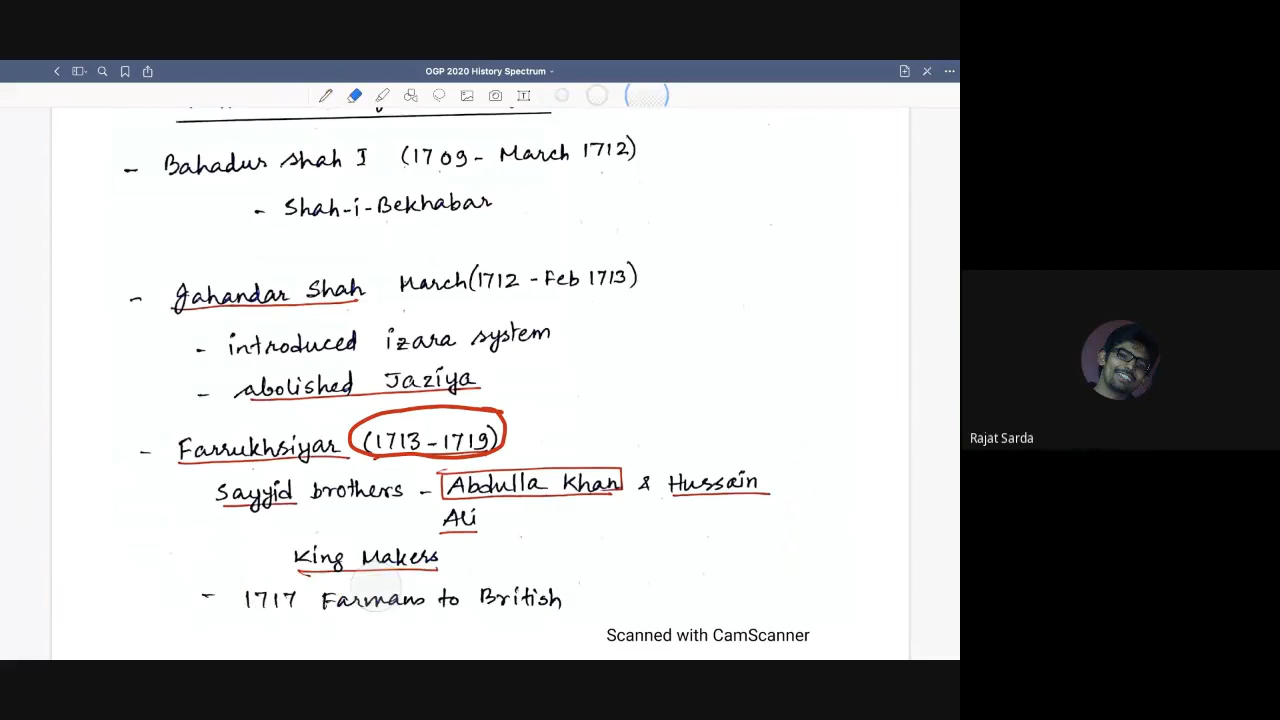 OGP 2020 History Spectrum
- Bahadur Shah I (1709 - March 1712)
- Shah-i-Bekhabar
- Jahandar Shah March(1712 - Feb 1713)
- introduced izara system
- abolished Jaziya
- Farrukhsiyar (1713-1719)
Sayyid brothers - Abdulla Khan & Hussain
Ali
King Makers
- 1717 Farmans to British
Scanned with CamScanner
Rajat Sarda